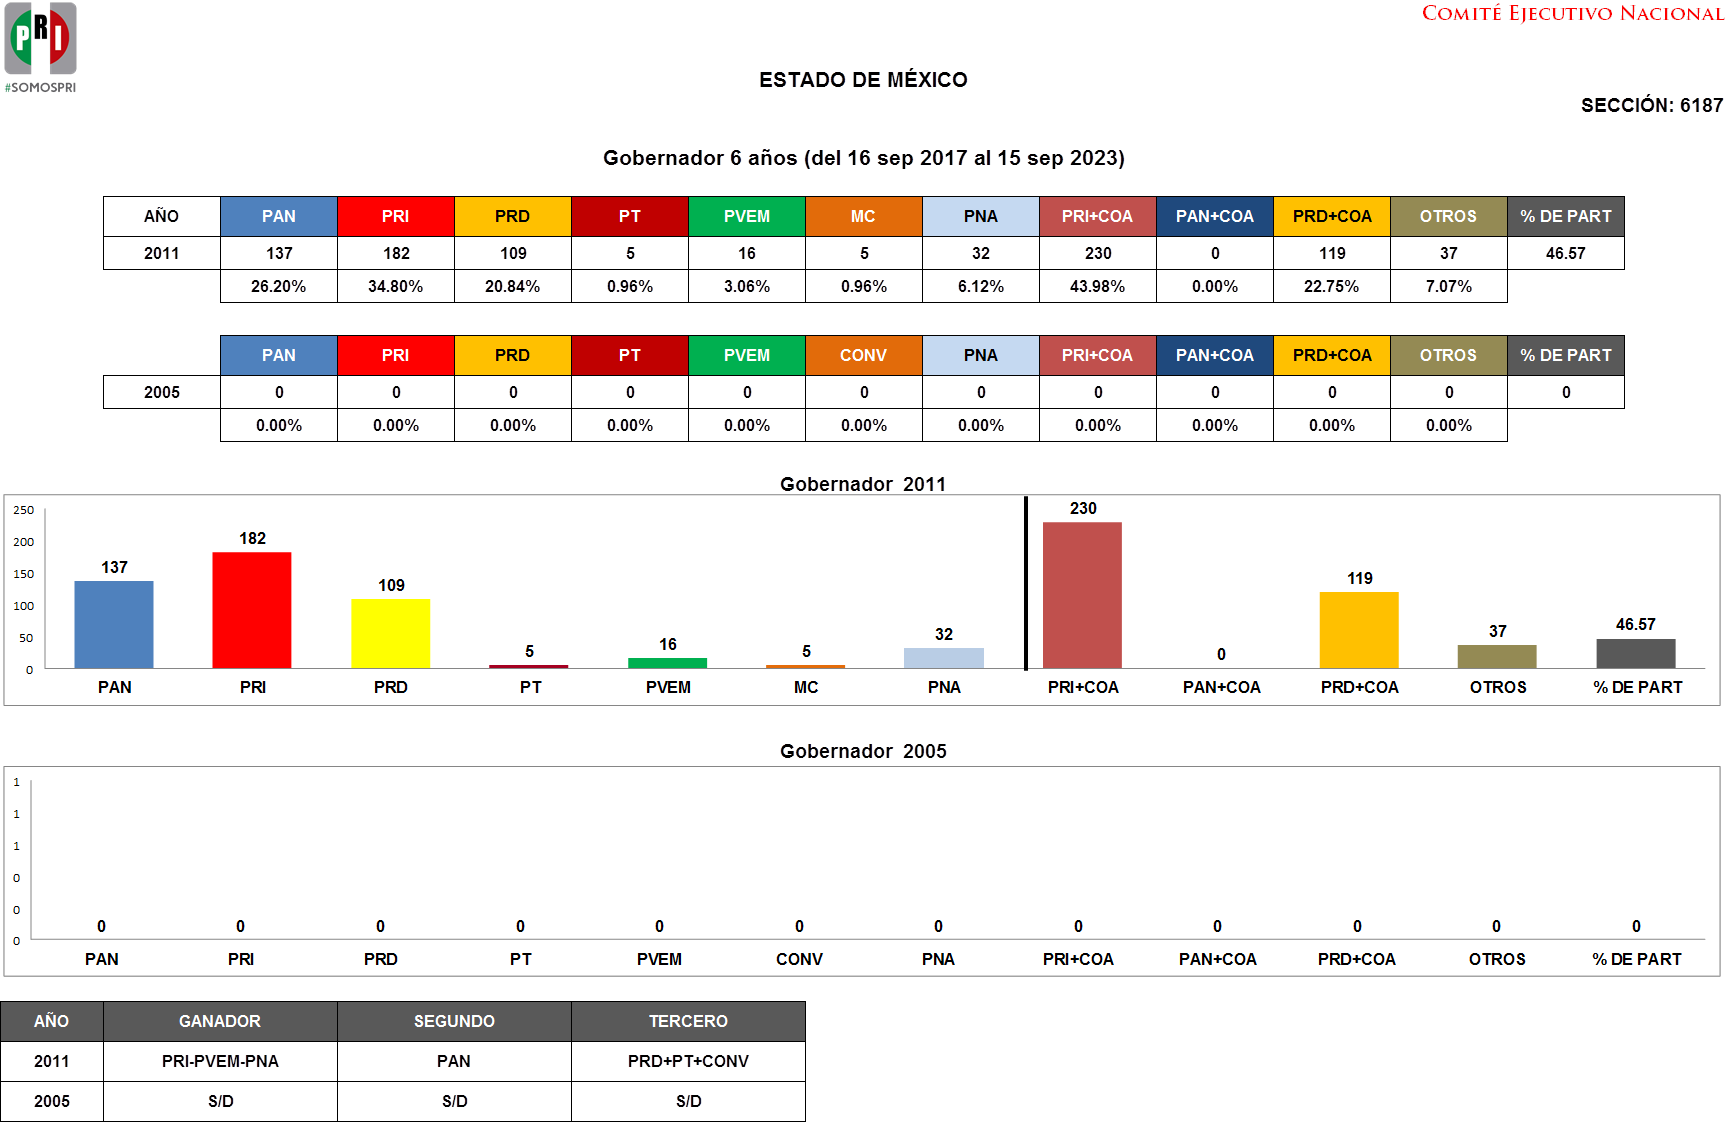 PRI
#SOMOSPRI
COMITÉ EJECUTIVO NACIONAL
ESTADO DE MÉXICO
SECCIÓN: 6187
Gobernador 6 años (del 16 sep 2017 al 15 sep 2023)
AÑO PAN PRI PRD PT PVEM MC PNA PRI+COA PAN+COA PRD+COA OTROS % DE PART
2011 137 182 109 5 16 5 32 230 0 119 37 46.57
26.20% 34.80% 20.84% 0.96% 3.06% 0.96% 6.12% 43.98% 0.00% 22.75% 7.07%
PAN PRI PRD PT PVEM CONV PNA PRI+COA PAN+COA PRD+COA OTROS % DE PART
2005 0 0 0 0 0 0 0 0 0 0 0 0
0.00% 0.00% 0.00% 0.00% 0.00% 0.00% 0.00% 0.00% 0.00% 0.00% 0.00%
Gobernador 2011
250
200
150
100
50
0
137 182 109 5 16 5 32 230 0 119 37 46.57
PAN PRI PRD PT PVEM MC PNA PRI+COA PAN+COA PRD+COA OTROS % DE PART
Gobernador 2005
1
1
1
0
0
0
0 0 0 0 0 0 0 0 0 0 0 0
PAN PRI PRD PT PVEM CONV PNA PRI+COA PAN+COA PRD+COA OTROS % DE PART
AÑO GANADOR SEGUNDO TERCERO
2011 PRI-PVEM-PNA PAN PRD+PT+CONV
2005 S/D S/D S/D